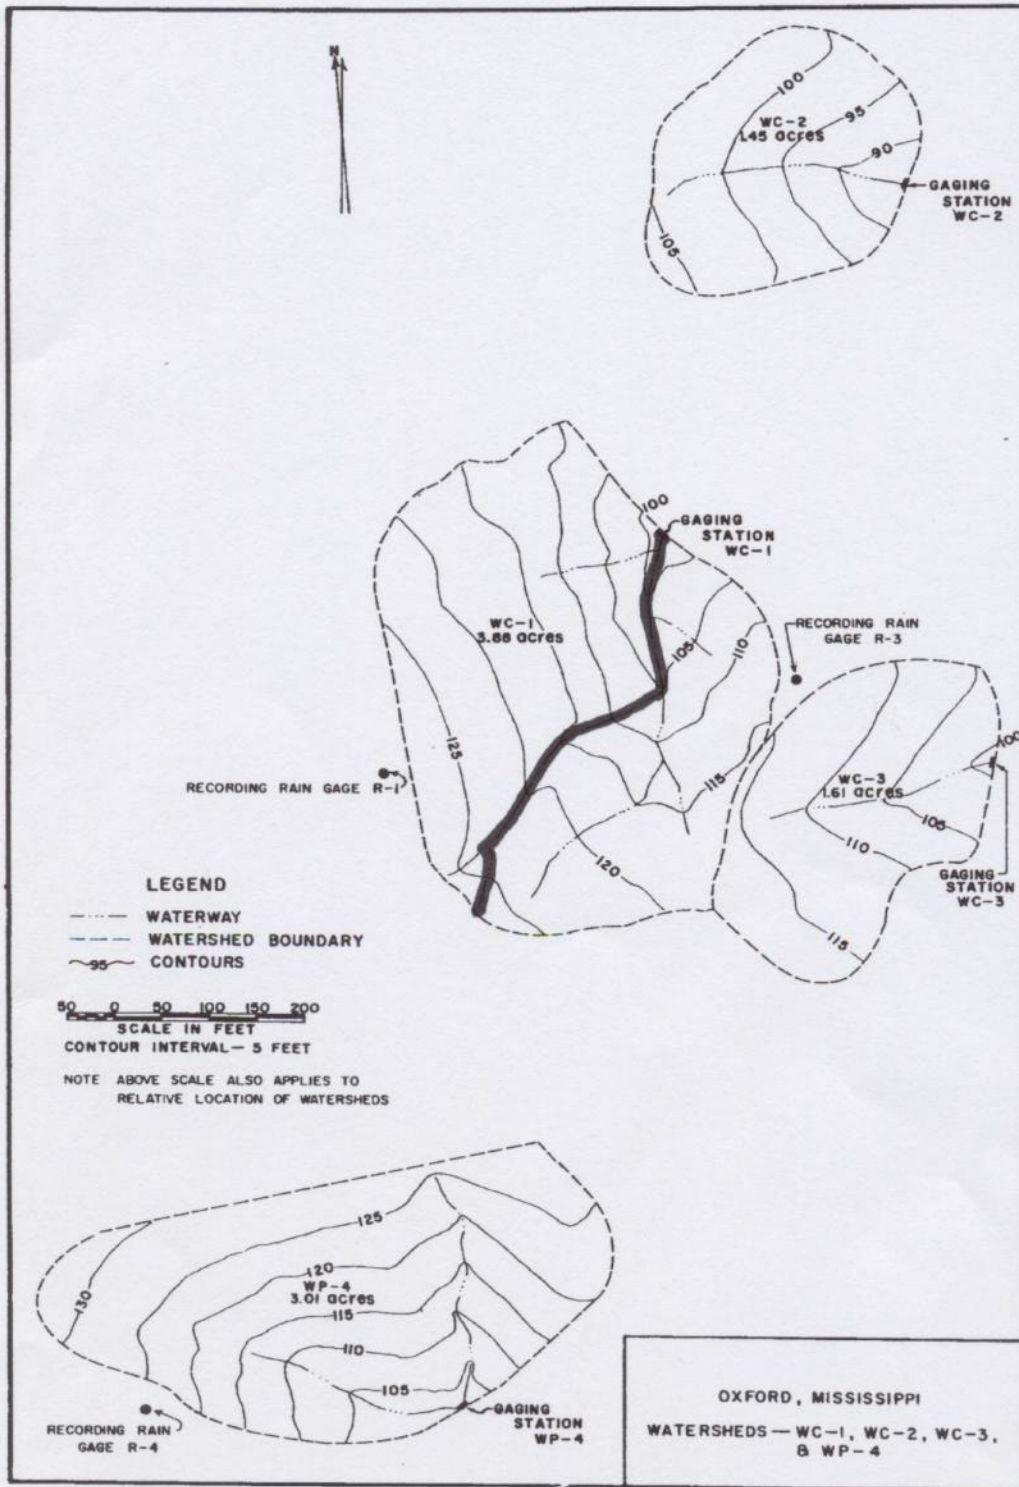 N
100
WC-2
1.45 acres
95
90
GAGING
STATION
WC-2
105
100
GAGING
STATION
WC-1
WC-1
3.88 acres
RECORDING RAIN
GAGE R-3
105
110
125
115
100
RECORDING RAIN GAGE R-1
WC-3
1.61 acres
105
110
120
GAGING
STATION
WC-3
115
LEGEND
WATERWAY
WATERSHED BOUNDARY
95 CONTOURS
50 0 50 100 150 200
SCALE IN FEET
CONTOUR INTERVAL — 5 FEET
NOTE ABOVE SCALE ALSO APPLIES TO
RELATIVE LOCATION OF WATERSHEDS
125
120
130
WP-4
3.01 acres
115
110
105
GAGING
STATION
WP-4
RECORDING RAIN
GAGE R-4
OXFORD, MISSISSIPPI
WATERSHEDS — WC-1, WC-2, WC-3,
& WP-4